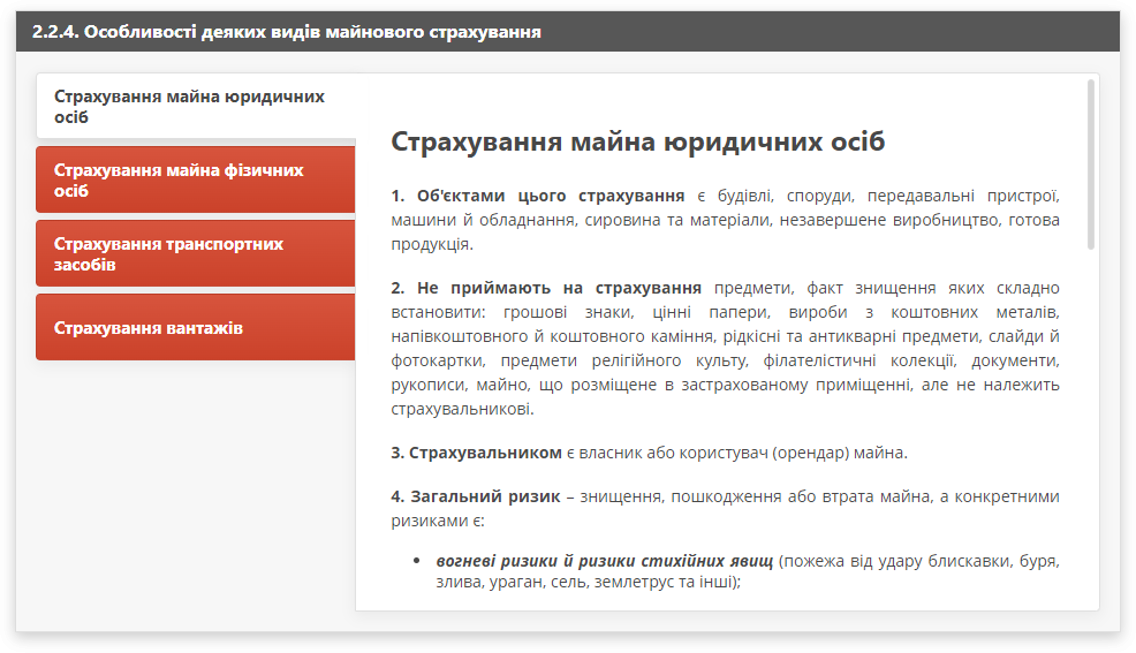 2.2.4. Особливості деяких видів майнового страхування
Страхування майна юридичних
осіб
Страхування майна фізичних
осіб
Страхування транспортних
засобів
Страхування вантажів
Страхування майна юридичних осіб
1. Об'єктами цього страхування є будівлі, споруди, передавальні пристрої,
машини й обладнання, сировина та матеріали, незавершене виробництво, готова
продукція.
2. Не приймають на страхування предмети, факт знищення яких складно
встановити: грошові знаки, цінні папери, вироби з коштовних металів,
напівкоштовного й коштовного каміння, рідкісні та антикварні предмети, слайди й
фотокартки, предмети релігійного культу, філателістичні колекції, документи,
рукописи, майно, що розміщене в застрахованому приміщенні, але не належить
страхувальникові.
3. Страхувальником є власник або користувач (орендар) майна.
4. Загальний ризик – знищення, пошкодження або втрата майна, а конкретними
ризиками є:
• вогневі ризики й ризики стихійних явищ (пожежа від удару блискавки, буря,
злива, ураган, сель, землетрус та інші);